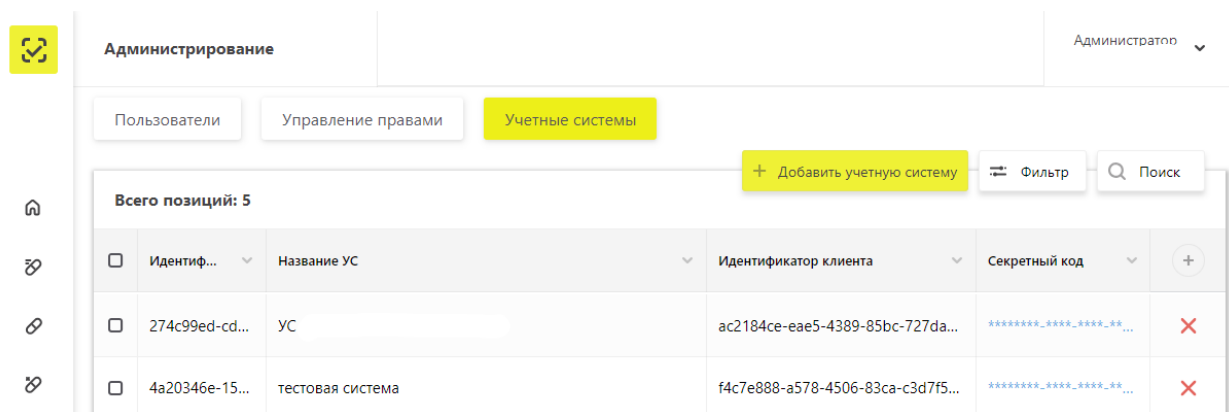 Администрирование
Администратор
Пользователи Управление правами Учетные системы
+ Добавить учетную систему Фильтр Поиск
Всего позиций: 5
Идентиф... Название УС Идентификатор клиента Секретный код +
274c99ed-cd... УС ac2184ce-eae5-4389-85bc-727da... ********-****-****-**...
4a20346e-15... тестовая система f4c7e888-a578-4506-83ca-c3d7f5... ********-****-****-**...